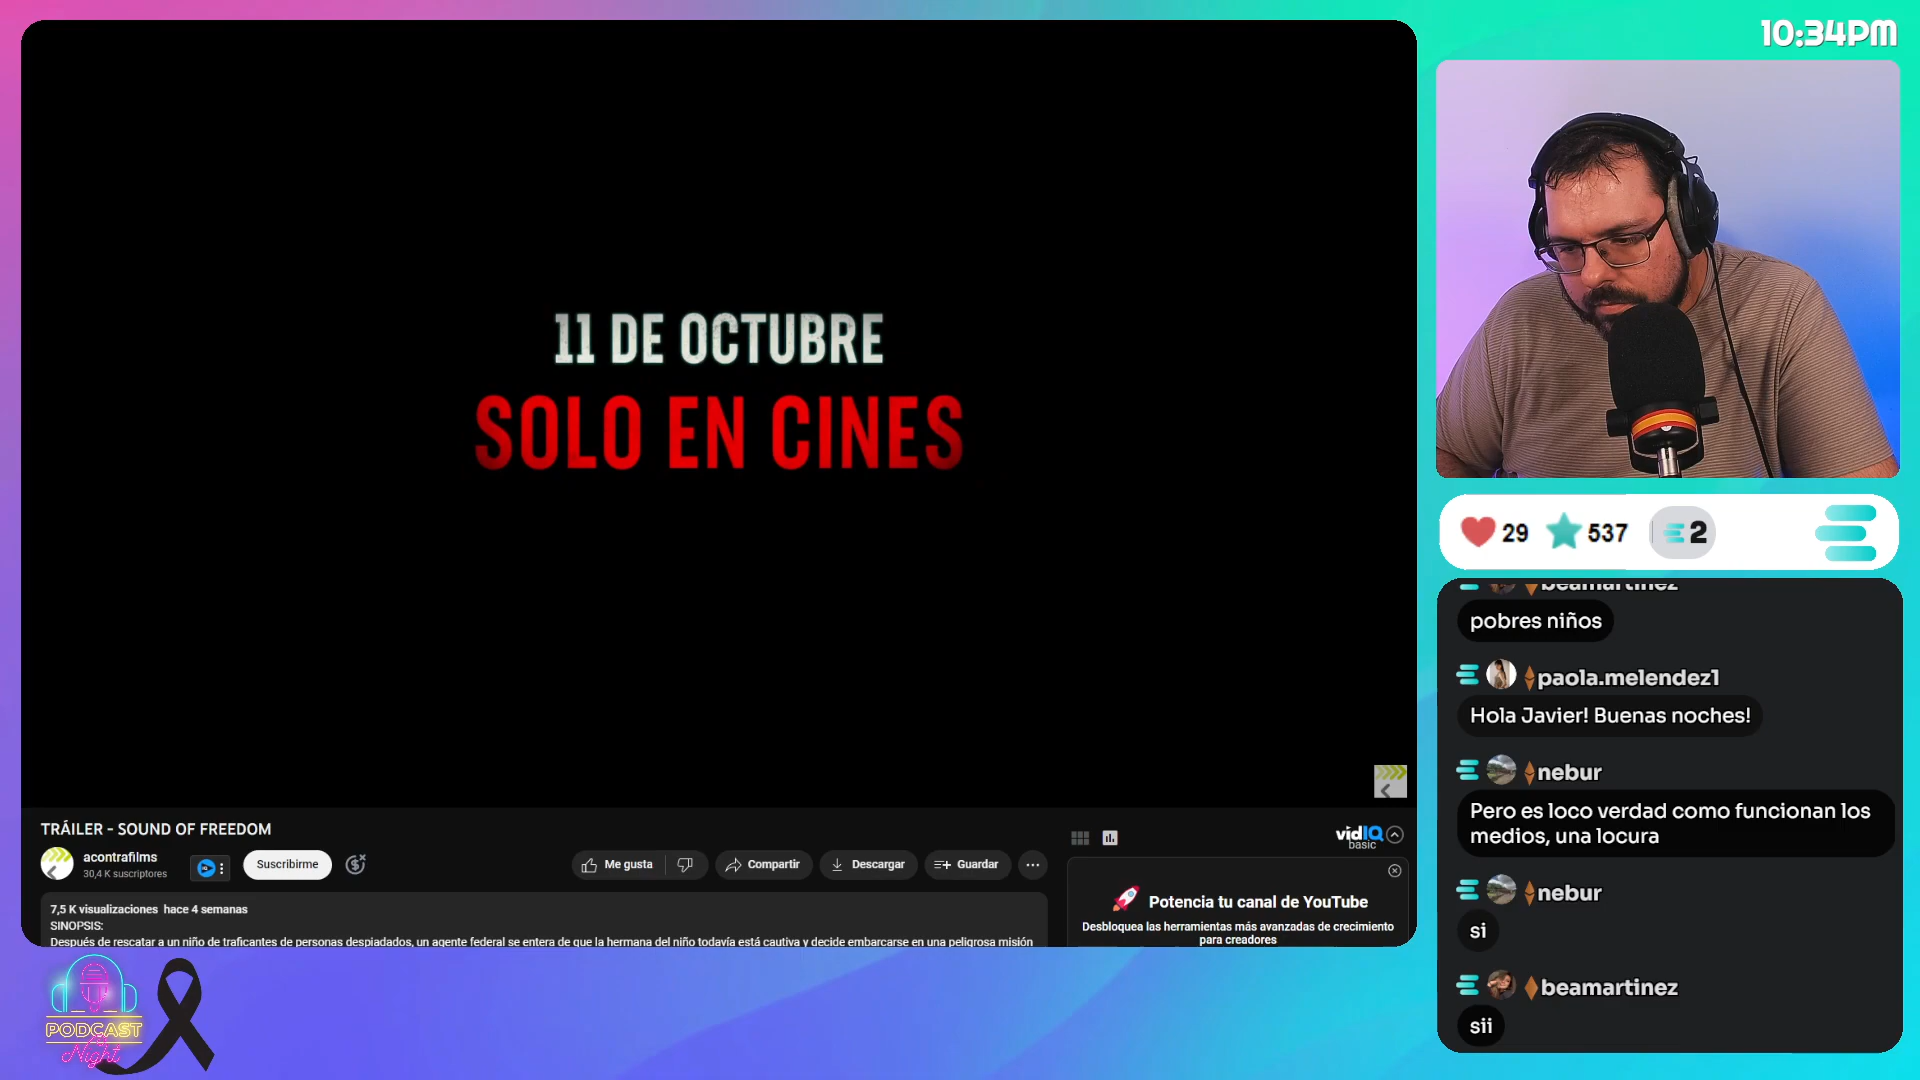 10:34PM
11 DE OCTUBRE
SOLO EN CINES
TRÁILER - SOUND OF FREEDOM
acontrafilms
30,4 K suscriptores
Suscribirme
Me gusta
Compartir
Descargar
Guardar
7,5 K visualizaciones hace 4 semanas
SINOPSIS:
Después de rescatar a un niño de traficantes de personas despiadados, un agente federal se entera de que la hermana del niño todavía está cautiva y decide embarcarse en una peligrosa misión
vidIQ
basic
Potencia tu canal de YouTube
Desbloquea las herramientas más avanzadas de crecimiento
para creadores
29
537
2
beamartinez
pobres niños
paola.melendez1
Hola Javier! Buenas noches!
nebur
Pero es loco verdad como funcionan los
medios, una locura
nebur
si
beamartinez
sii
PODCAST
Night